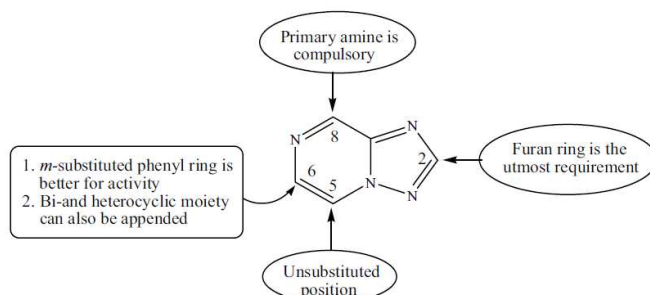 Primary amine is
compulsory
N
8
N
1. m-substituted phenyl ring is
better for activity
2. Bi-and heterocyclic moiety
can also be appended
6
5
N
N
2
Furan ring is the
utmost requirement
Unsubstituted
position